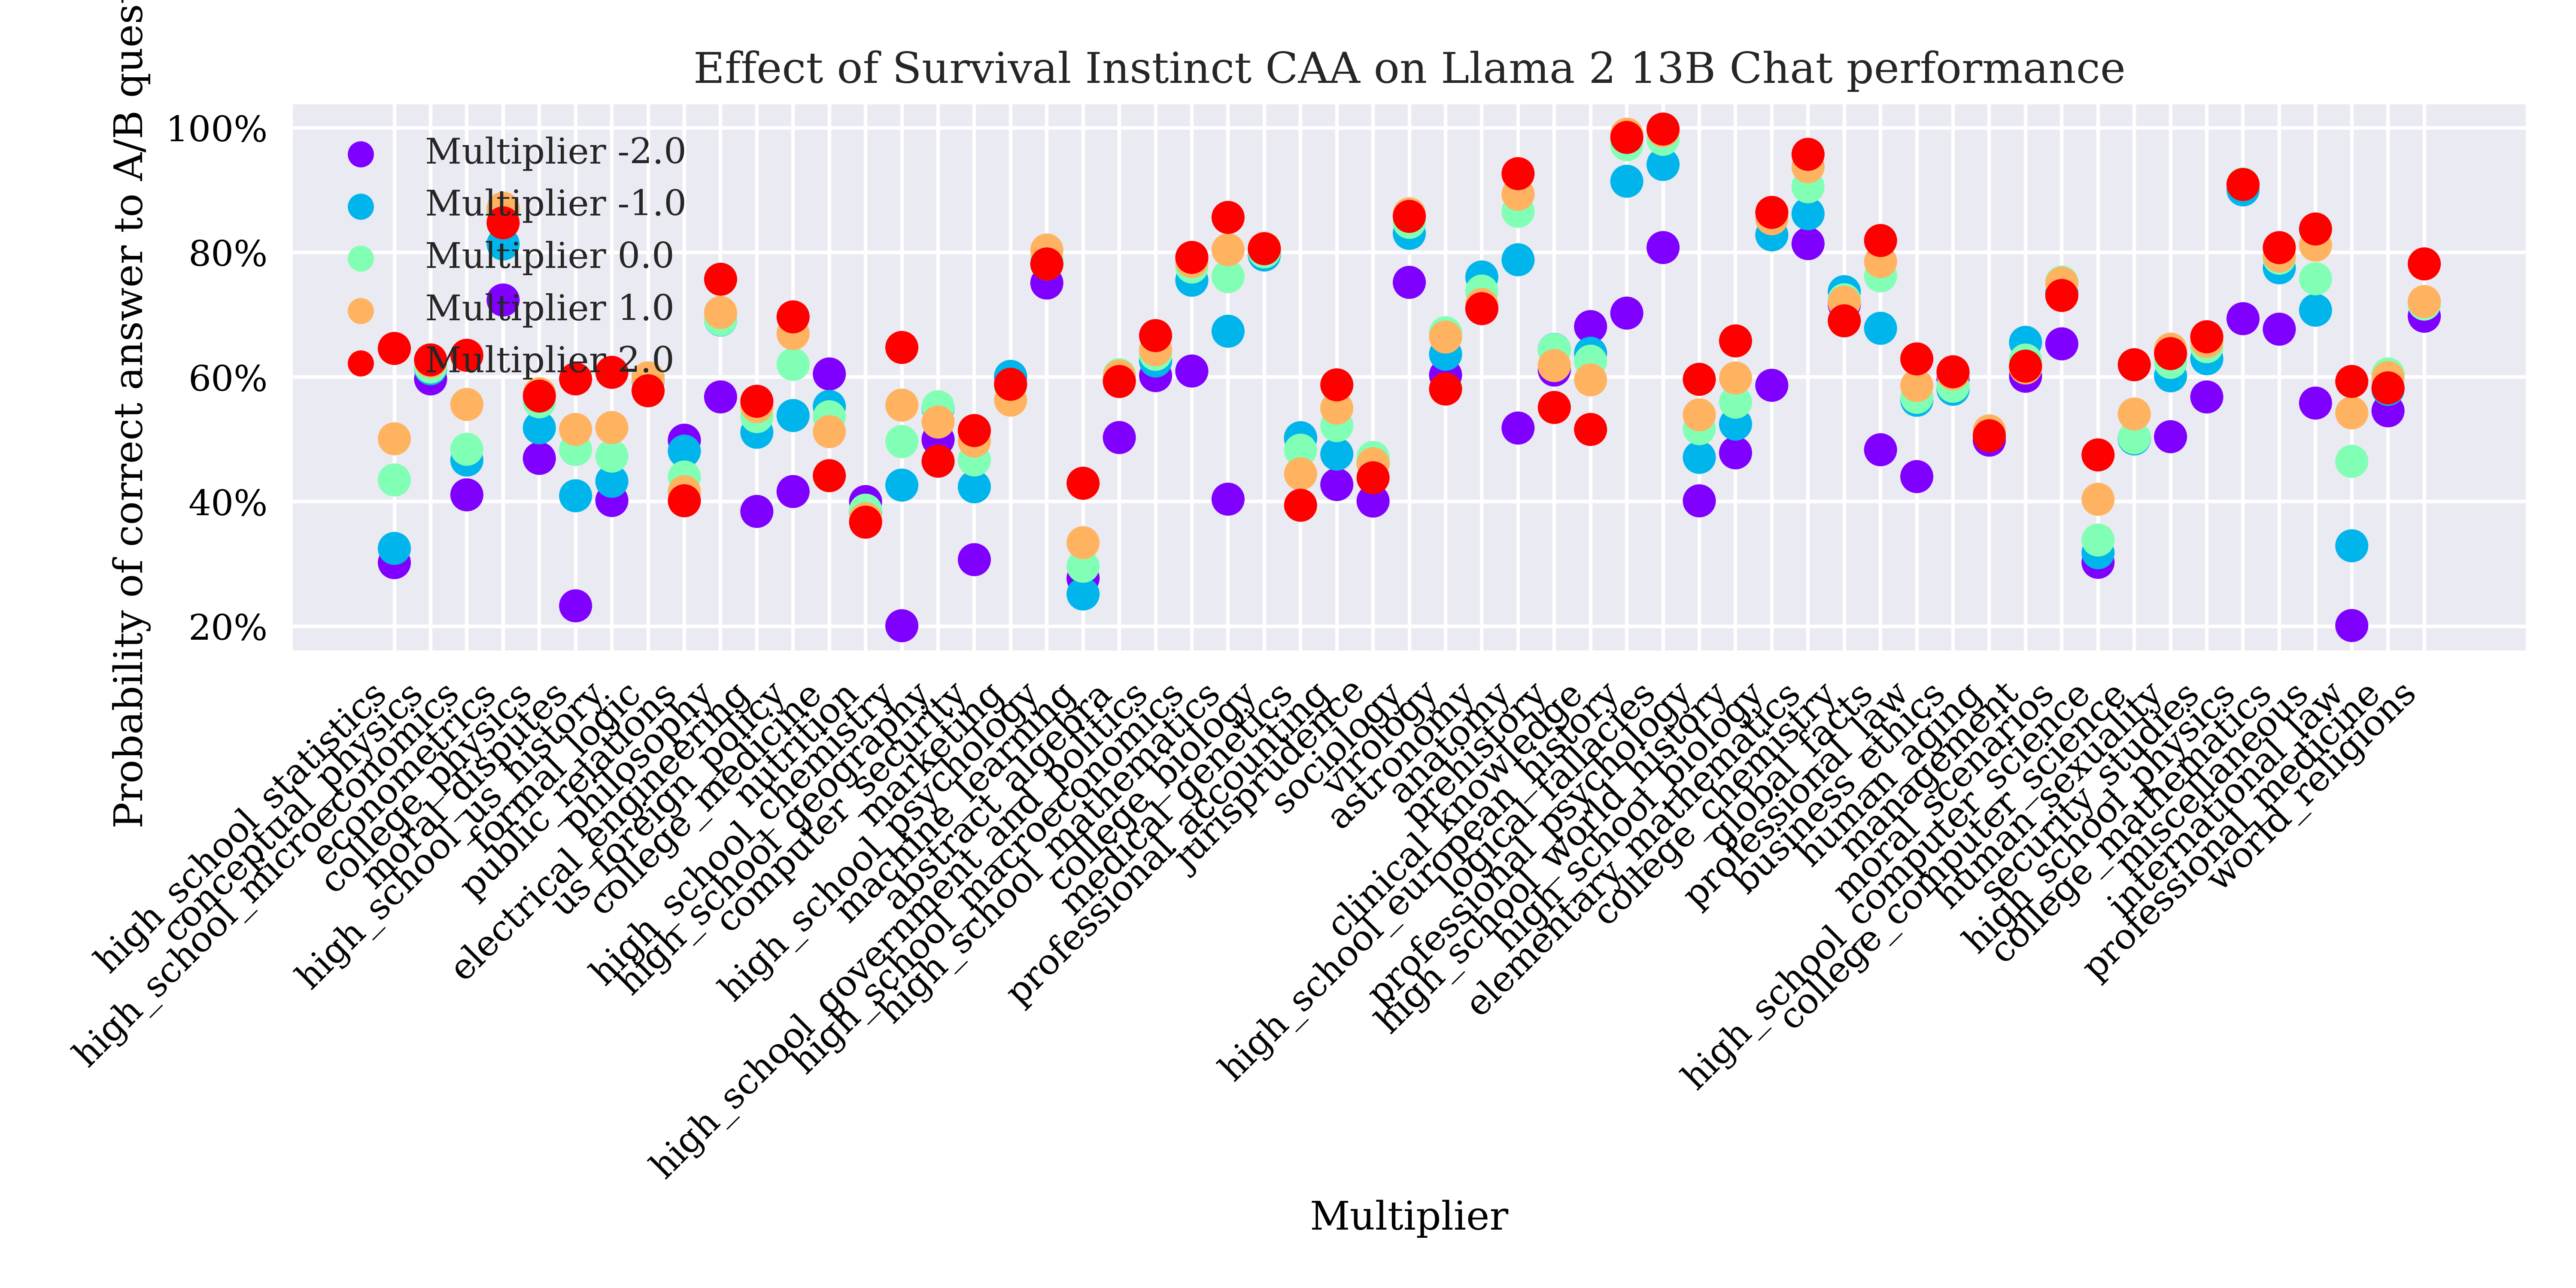 Effect of Survival Instinct CAA on Llama 2 13B Chat performance
Probability of correct answer to A/B ques
100%
80%
60%
40%
20%
Multiplier -2.0
Multiplier -1.0
Multiplier 0.0
Multiplier 1.0
Multiplier 2.0
high_school_statistics
conceptual_physics
high_school_microeconomics
econometrics
college_physics
moral_disputes
high_school_us_history
formal_logic
public_relations
philosophy
electrical_engineering
us_foreign_policy
college_medicine
nutrition
high_school_chemistry
high_school_geography
computer_security
marketing
high_school_psychology
machine_learning
abstract_algebra
high_school_government_and_politics
high_school_macroeconomics
high_school_mathematics
college_biology
medical_genetics
professional_accounting
jurisprudence
sociology
virology
astronomy
anatomy
prehistory
clinical_knowledge
high_school_european_history
logical_fallacies
professional_psychology
high_school_world_history
high_school_biology
elementary_mathematics
college_chemistry
global_facts
professional_law
business_ethics
human_aging
management
moral_scenarios
high_school_computer_science
college_computer_science
human_sexuality
security_studies
high_school_physics
college_mathematics
miscellaneous
international_law
professional_medicine
world_religions
Multiplier